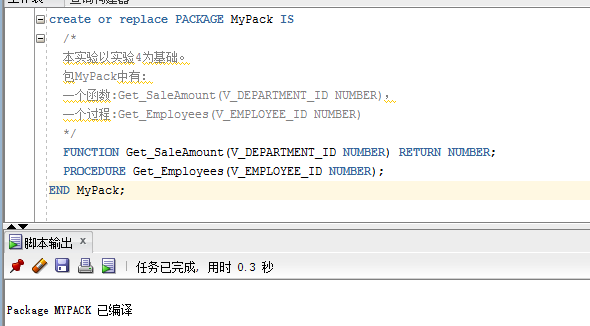 create or replace PACKAGE MyPack IS
/*
本实验以实验4为基础。
包MyPack中有:
一个函数:Get_SaleAmount(V_DEPARTMENT_ID NUMBER),
一个过程:Get_Employees(V_EMPLOYEE_ID NUMBER)
*/
FUNCTION Get_SaleAmount(V_DEPARTMENT_ID NUMBER) RETURN NUMBER;
PROCEDURE Get_Employees(V_EMPLOYEE_ID NUMBER);
END MyPack;
脚本输出 x
任务已完成, 用时 0.3 秒
Package MYPACK 已编译